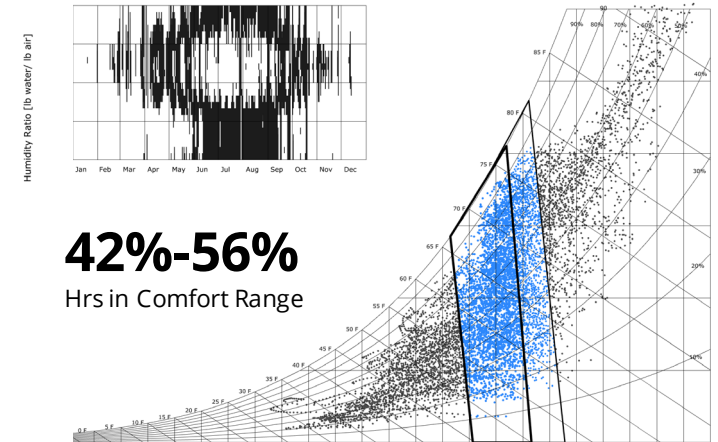 Humidity Ratio [lb water/ lb air]
Jan Feb Mar Apr May Jun Jul Aug Sep Oct Nov Dec
42%-56%
Hrs in Comfort Range
90
90% 80% 70% 60% 50%
85 F
40%
80 F
75 F
30%
70 F
65 F
20%
60 F
55 F
50 F
45 F
10%
40 F
35 F
30 F
25 F
20 F
15 F
10 F
5 F
0 F